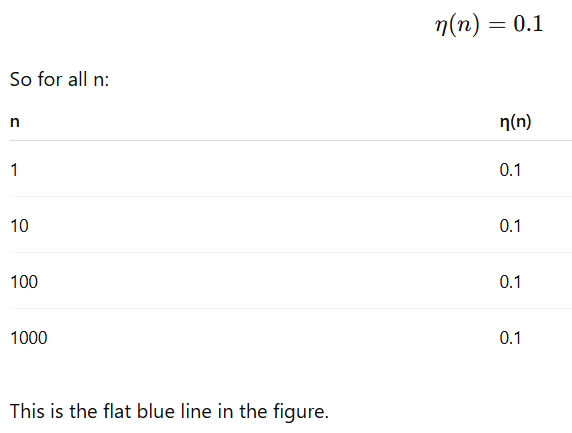 η(n) = 0.1
So for all n:
n η(n)
1 0.1
10 0.1
100 0.1
1000 0.1
This is the flat blue line in the figure.